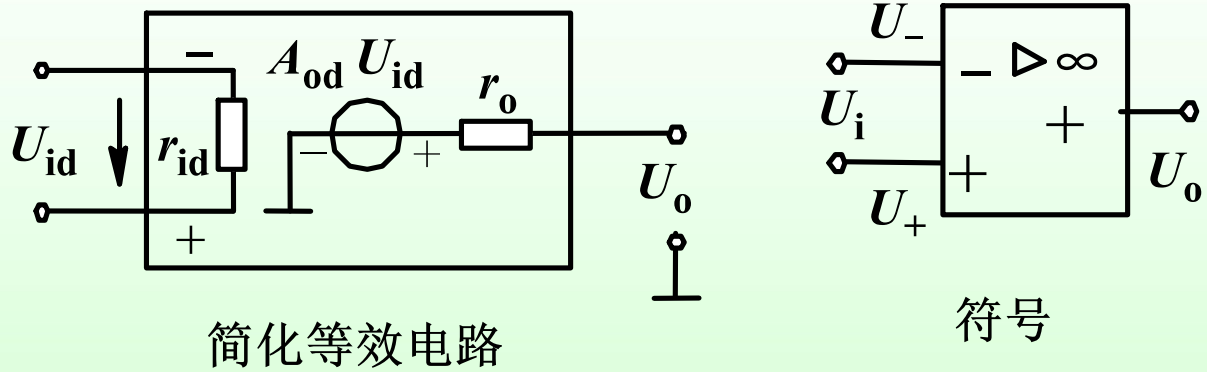 −
A_od U_id
r_o
U_id
r_id
− +
+
U_o
简化等效电路
U_−
− ▷ ∞
U_i
+
+
U_o
U_+
符号